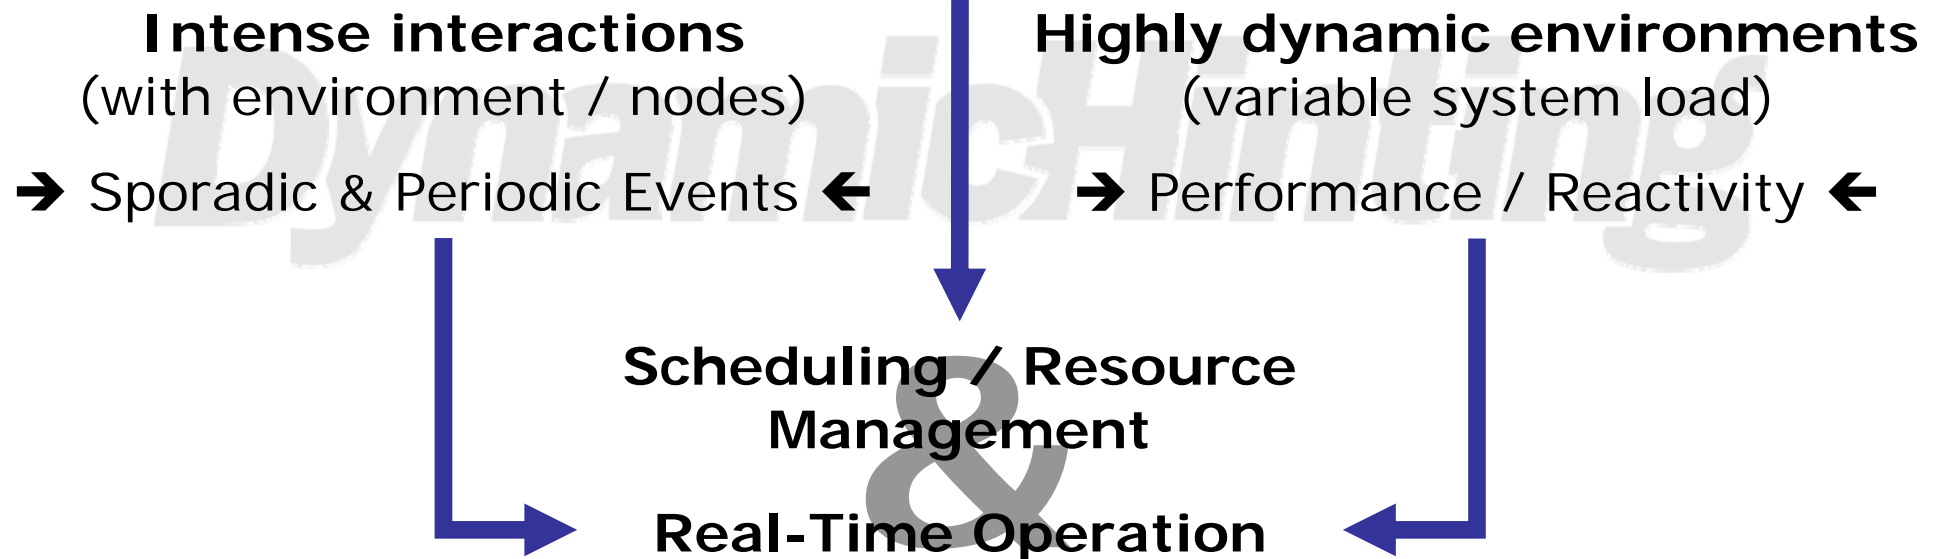 Intense interactions
(with environment / nodes)
➔ Sporadic & Periodic Events 🡸
Highly dynamic environments
(variable system load)
➔ Performance / Reactivity 🡸
DynamicHinting
Scheduling / Resource
Management
&
Real-Time Operation